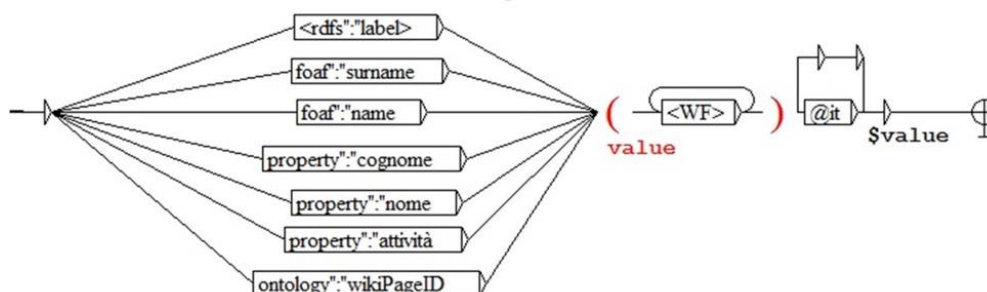 <rdfs":"label>
foaf":"surname
foaf":"name
property":"cognome
property":"nome
property":"attività
ontology":"wikiPageID
( <WF> ) @it
value
$value